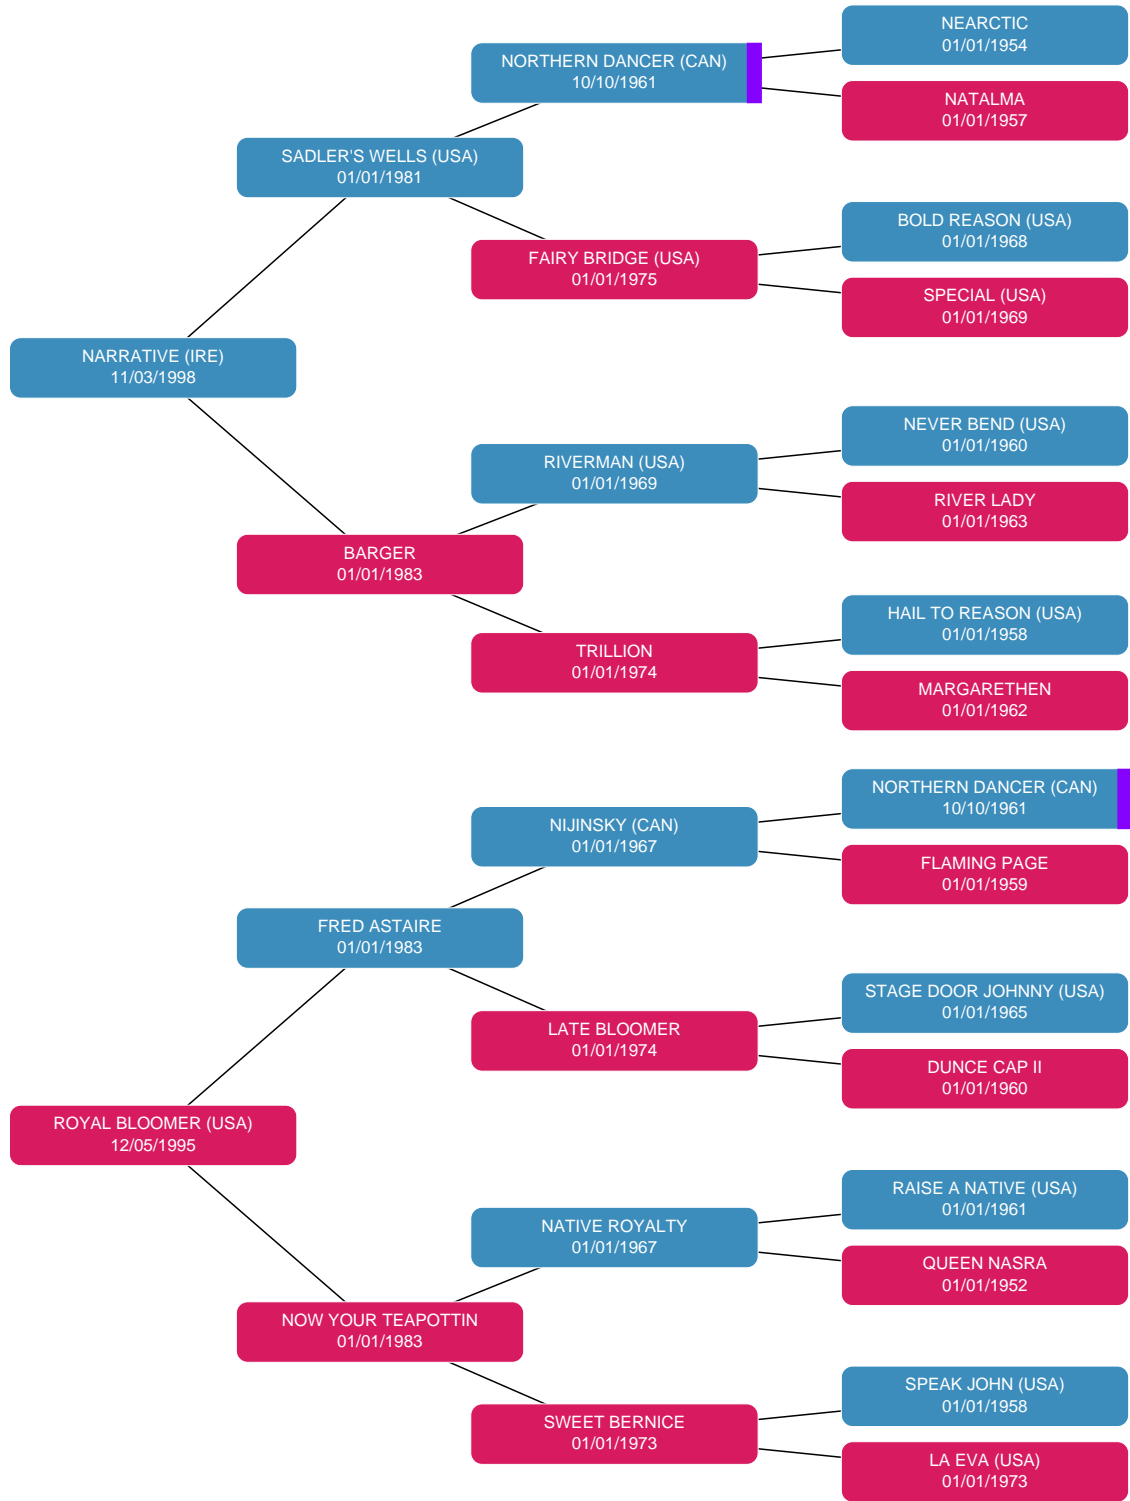 NEARCTIC
01/01/1954
NORTHERN DANCER (CAN)
10/10/1961
NATALMA
01/01/1957
SADLER'S WELLS (USA)
01/01/1981
BOLD REASON (USA)
01/01/1968
FAIRY BRIDGE (USA)
01/01/1975
SPECIAL (USA)
01/01/1969
NARRATIVE (IRE)
11/03/1998
NEVER BEND (USA)
01/01/1960
RIVERMAN (USA)
01/01/1969
RIVER LADY
01/01/1963
BARGER
01/01/1983
HAIL TO REASON (USA)
01/01/1958
TRILLION
01/01/1974
MARGARETHEN
01/01/1962
NORTHERN DANCER (CAN)
10/10/1961
NIJINSKY (CAN)
01/01/1967
FLAMING PAGE
01/01/1959
FRED ASTAIRE
01/01/1983
STAGE DOOR JOHNNY (USA)
01/01/1965
LATE BLOOMER
01/01/1974
DUNCE CAP II
01/01/1960
ROYAL BLOOMER (USA)
12/05/1995
RAISE A NATIVE (USA)
01/01/1961
NATIVE ROYALTY
01/01/1967
QUEEN NASRA
01/01/1952
NOW YOUR TEAPOTTIN
01/01/1983
SPEAK JOHN (USA)
01/01/1958
SWEET BERNICE
01/01/1973
LA EVA (USA)
01/01/1973